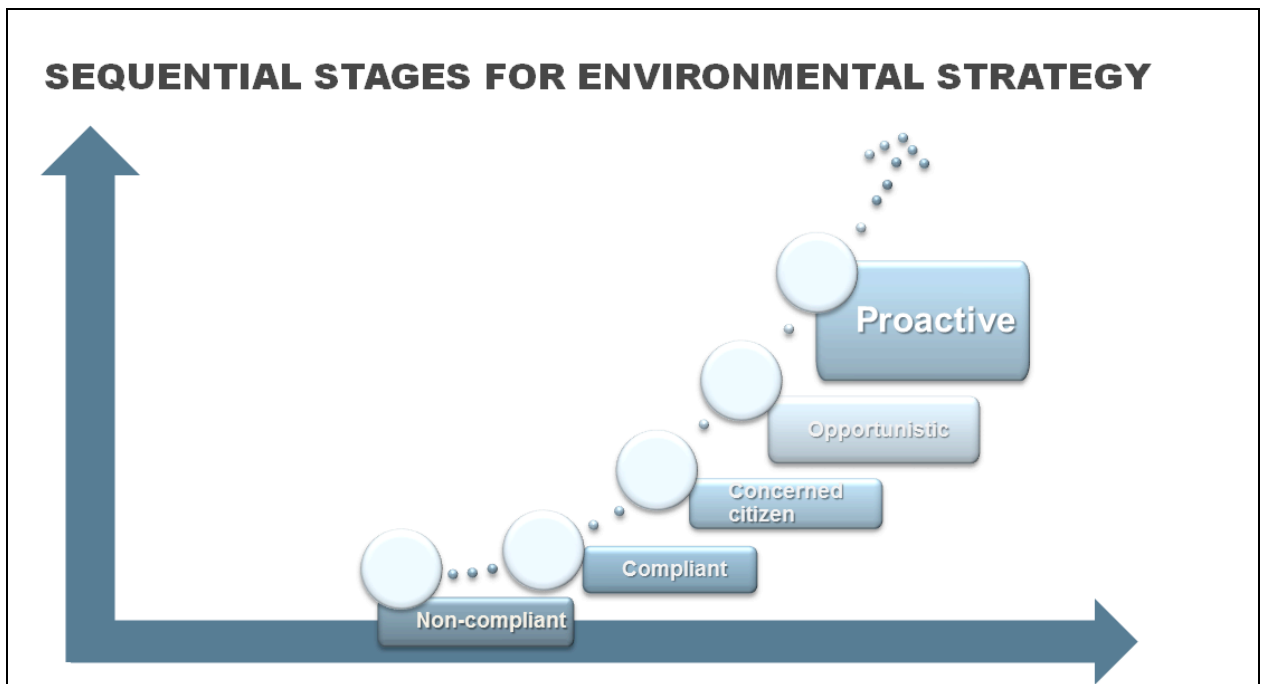 SEQUENTIAL STAGES FOR ENVIRONMENTAL STRATEGY
Proactive
Opportunistic
Concerned
citizen
Compliant
Non-compliant